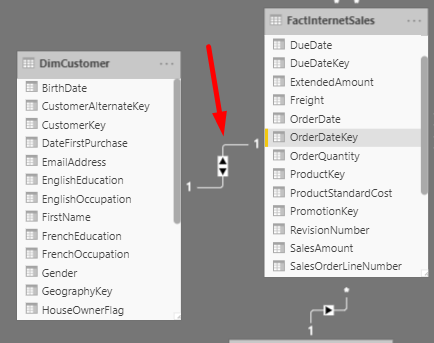 DimCustomer
...
BirthDate
CustomerAlternateKey
CustomerKey
DateFirstPurchase
EmailAddress
EnglishEducation
EnglishOccupation
FirstName
FrenchEducation
FrenchOccupation
Gender
GeographyKey
HouseOwnerFlag
1
1
FactInternetSales
...
DueDate
DueDateKey
ExtendedAmount
Freight
OrderDate
OrderDateKey
OrderQuantity
ProductKey
ProductStandardCost
PromotionKey
RevisionNumber
SalesAmount
SalesOrderLineNumber
*
1